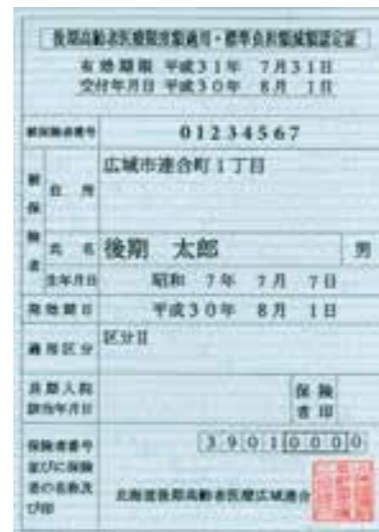 後期高齢者医療限度額適用・標準負担額減額認定証
有効期限 平成31年 7月31日
交付年月日 平成30年 8月 1日
被保険者番号 01234567
被保険者
住所 広域市連合町1丁目
氏名 後期 太郎 男
生年月日 昭和 7年 7月 7日
発効期日 平成30年 8月 1日
適用区分 区分Ⅱ
長期入院
該当年月日
保険
者印
保険者番号 39010000
並びに保険
者の名称及
び印
北海道後期高齢者医療広域連合